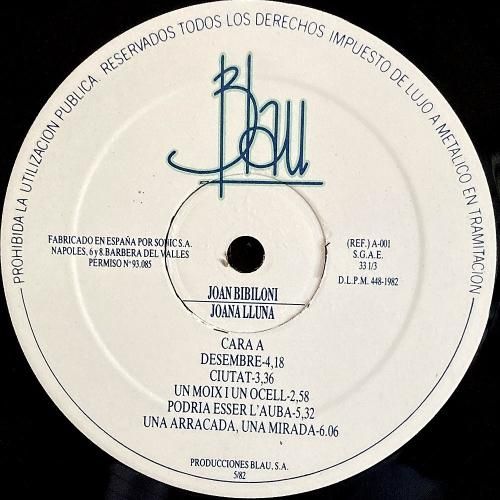 PROHIBIDA LA UTILIZACION PUBLICA. RESERVADOS TODOS LOS DERECHOS IMPUESTO DE LUJO A METALICO EN TRAMITACION
Blau
FABRICADO EN ESPAÑA POR SONIC S.A.
NAPOLES, 6 y 8. BARBERA DEL VALLES
PERMISO Nº 93.085
(REF.) A-001
S.G.A.E.
33 1/3
D.L.P.M. 448-1982
JOAN BIBILONI
JOANA LLUNA
CARA A
DESEMBRE-4,18
CIUTAT-3,36
UN MOIX I UN OCELL-2,58
PODRIA ESSER L'AUBA-5,32
UNA ARRACADA, UNA MIRADA-6.06
PRODUCCIONES BLAU, S.A.
5/82